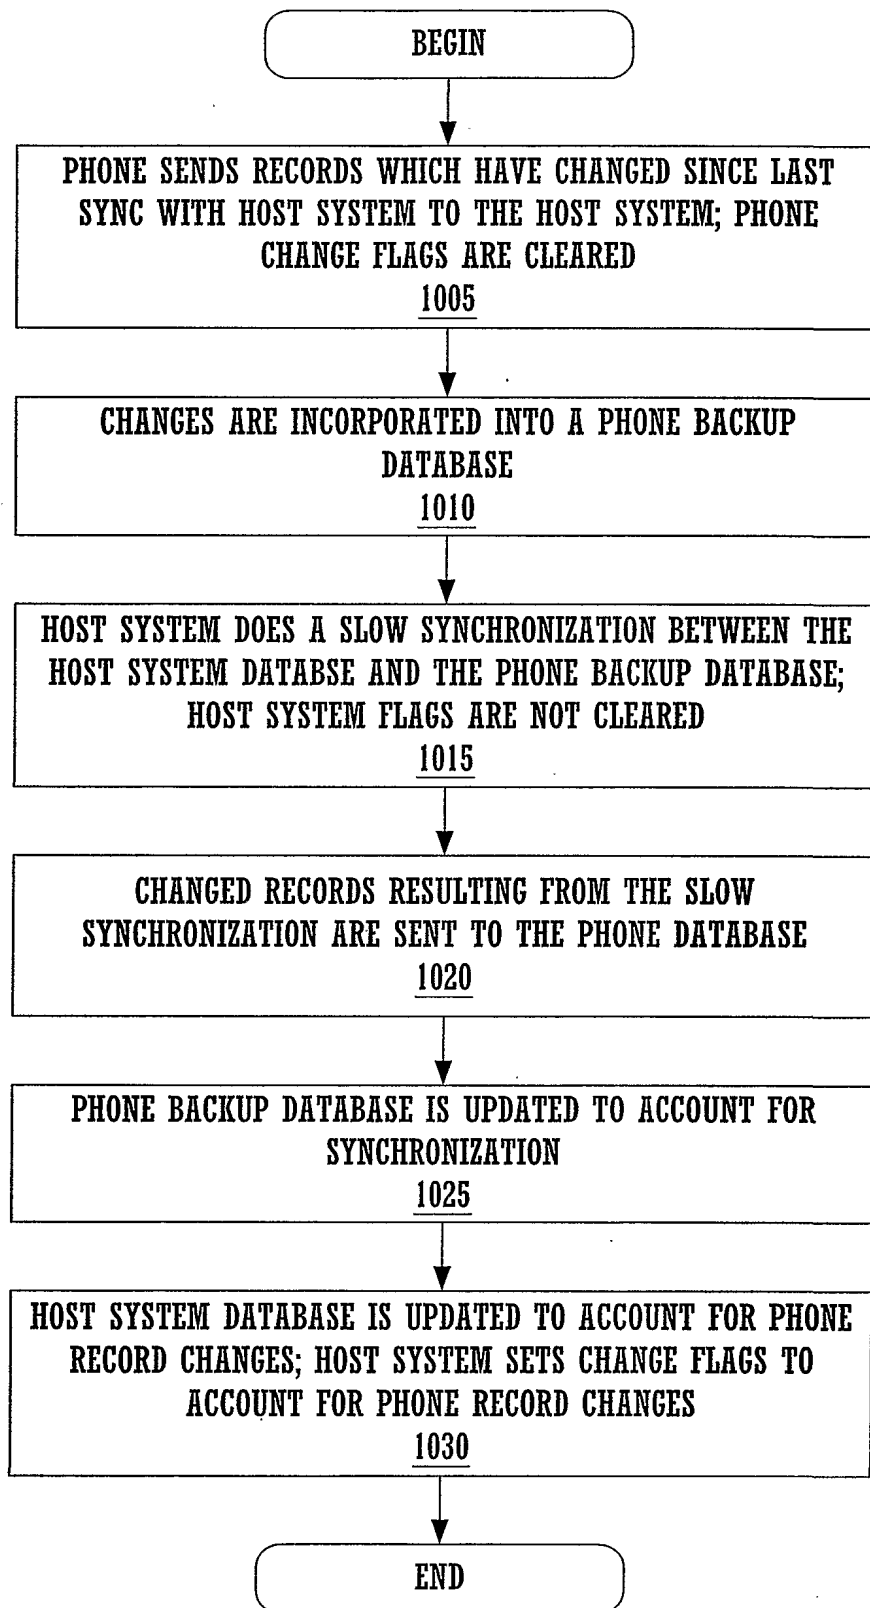 BEGIN
PHONE SENDS RECORDS WHICH HAVE CHANGED SINCE LAST
SYNC WITH HOST SYSTEM TO THE HOST SYSTEM; PHONE
CHANGE FLAGS ARE CLEARED
1005
CHANGES ARE INCORPORATED INTO A PHONE BACKUP
DATABASE
1010
HOST SYSTEM DOES A SLOW SYNCHRONIZATION BETWEEN THE
HOST SYSTEM DATABSE AND THE PHONE BACKUP DATABASE;
HOST SYSTEM FLAGS ARE NOT CLEARED
1015
CHANGED RECORDS RESULTING FROM THE SLOW
SYNCHRONIZATION ARE SENT TO THE PHONE DATABASE
1020
PHONE BACKUP DATABASE IS UPDATED TO ACCOUNT FOR
SYNCHRONIZATION
1025
HOST SYSTEM DATABASE IS UPDATED TO ACCOUNT FOR PHONE
RECORD CHANGES; HOST SYSTEM SETS CHANGE FLAGS TO
ACCOUNT FOR PHONE RECORD CHANGES
1030
END